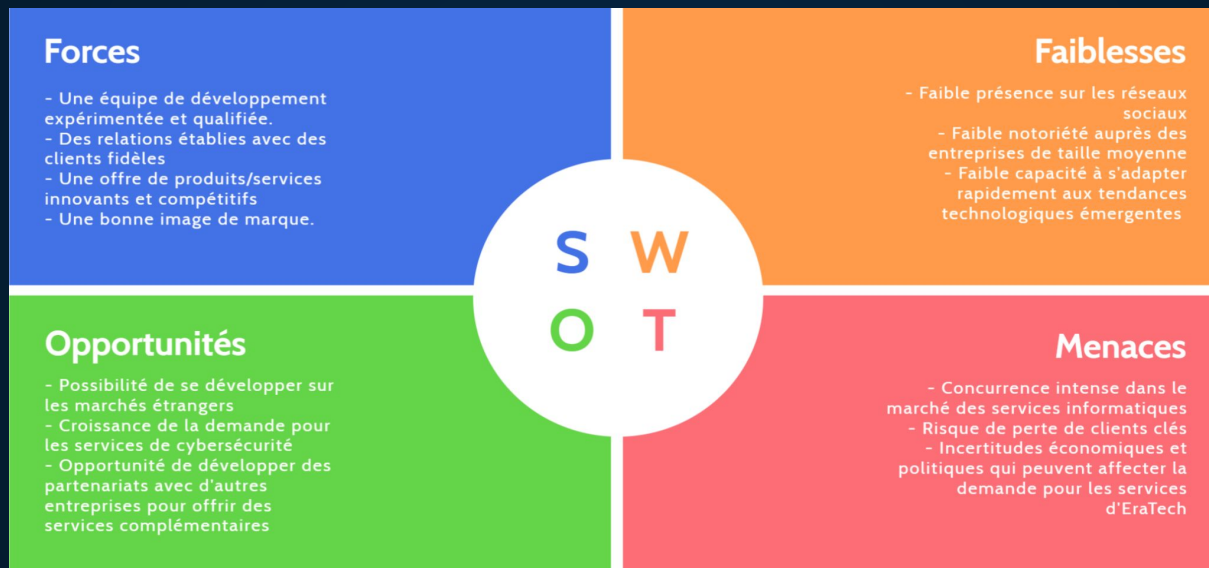 Forces
- Une équipe de développement
expérimentée et qualifiée.
- Des relations établies avec des
clients fidèles
- Une offre de produits/services
innovants et compétitifs
- Une bonne image de marque.
Faiblesses
- Faible présence sur les réseaux
sociaux
- Faible notoriété auprès des
entreprises de taille moyenne
- Faible capacité à s'adapter
rapidement aux tendances
technologiques émergentes
S W
O T
Opportunités
- Possibilité de se développer sur
les marchés étrangers
- Croissance de la demande pour
les services de cybersécurité
- Opportunité de développer des
partenariats avec d'autres
entreprises pour offrir des
services complémentaires
Menaces
- Concurrence intense dans le
marché des services informatiques
- Risque de perte de clients clés
- Incertitudes économiques et
politiques qui peuvent affecter la
demande pour les services
d'EraTech